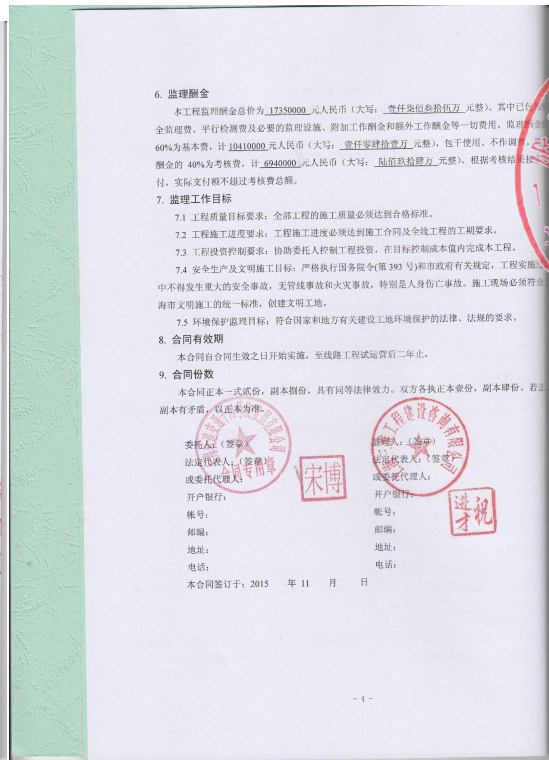 6. 监理酬金
本工程监理酬金总价为 17350000 元人民币（大写： 壹仟柒佰叁拾伍万 元整）。其中已包
全监理费、平行检测费及必要的监理设施、附加工作酬金和额外工作酬金等一切费用。监理酬金
60%为基本费，计 10410000 元人民币（大写： 壹仟零肆拾壹万 元整），包干使用、不作调整。
酬金的 40%为考核费，计 6940000 元人民币（大写： 陆佰玖拾肆万 元整），根据考核结果按
付，实际支付额不超过考核费总额。
7. 监理工作目标
7.1 工程质量目标要求：全部工程的施工质量必须达到合格标准。
7.2 工程施工进度要求：工程施工进度必须达到施工合同及全线工程的工期要求。
7.3 工程投资控制要求：协助委托人控制工程投资，在目标控制成本值内完成本工程。
7.4 安全生产及文明施工目标：严格执行国务院令(第 393 号)和市政府有关规定，工程实施过
中不得发生重大的安全事故，无管线事故和火灾事故，特别是人身伤亡事故。施工现场必须符合
海市文明施工的统一标准，创建文明工地。
7.5 环境保护监理目标：符合国家和地方有关建设工地环境保护的法律、法规的要求。
8. 合同有效期
本合同自合同生效之日开始实施，至线路工程试运营后二年止。
9. 合同份数
本合同正本一式贰份，副本捌份，具有同等法律效力。双方各执正本壹份，副本肆份。若正
副本有矛盾，以正本为准。
委托人：（签章） 监理人：（签章）
法定代表人：（签章） 法定代表人：（签章）
或委托代理人： 或委托代理人：
开户银行： 开户银行：
帐号： 帐号：
邮编： 邮编：
地址： 地址：
电话： 电话：
合同专用章
工程建设咨询有限公司
宋博
祝进才
本合同签订于：2015 年 11 月 日
- 4 -